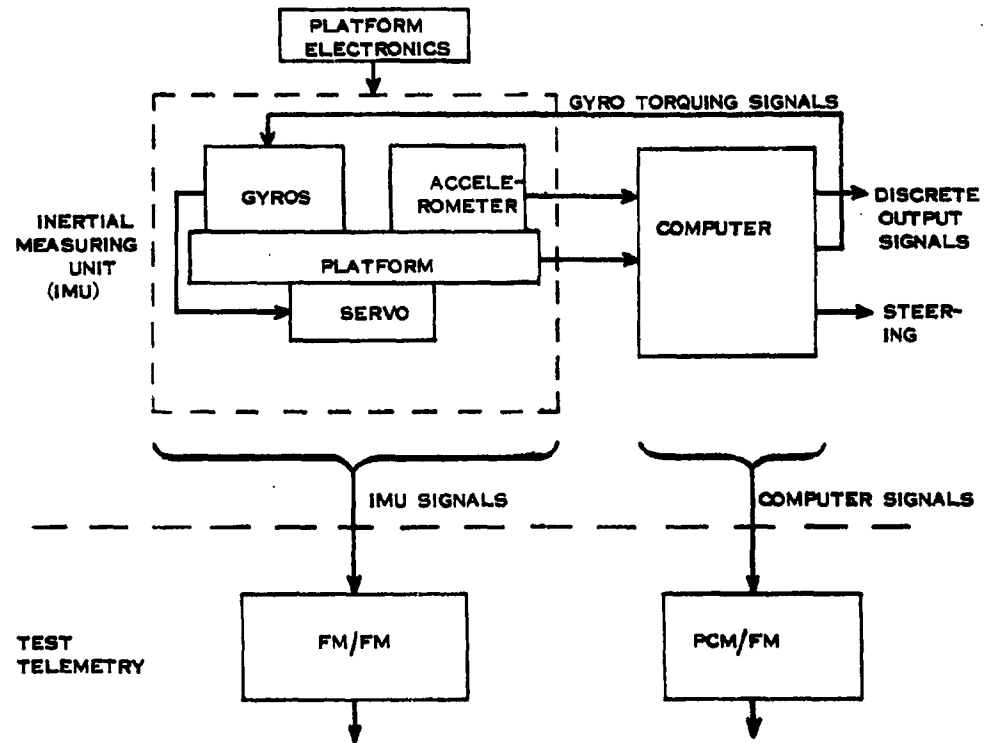 PLATFORM
ELECTRONICS
GYRO TORQUING SIGNALS
GYROS
ACCELE-
ROMETER
INERTIAL
MEASURING
UNIT
(IMU)
PLATFORM
SERVO
COMPUTER
DISCRETE
OUTPUT
SIGNALS
STEER-
ING
IMU SIGNALS
COMPUTER SIGNALS
TEST
TELEMETRY
FM/FM
PCM/FM